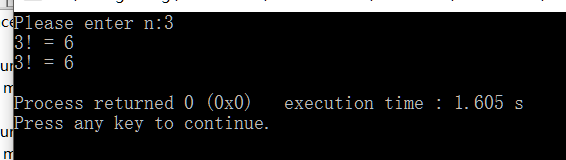 Please enter n:3
3! = 6
3! = 6
Process returned 0 (0x0)   execution time : 1.605 s
Press any key to continue.